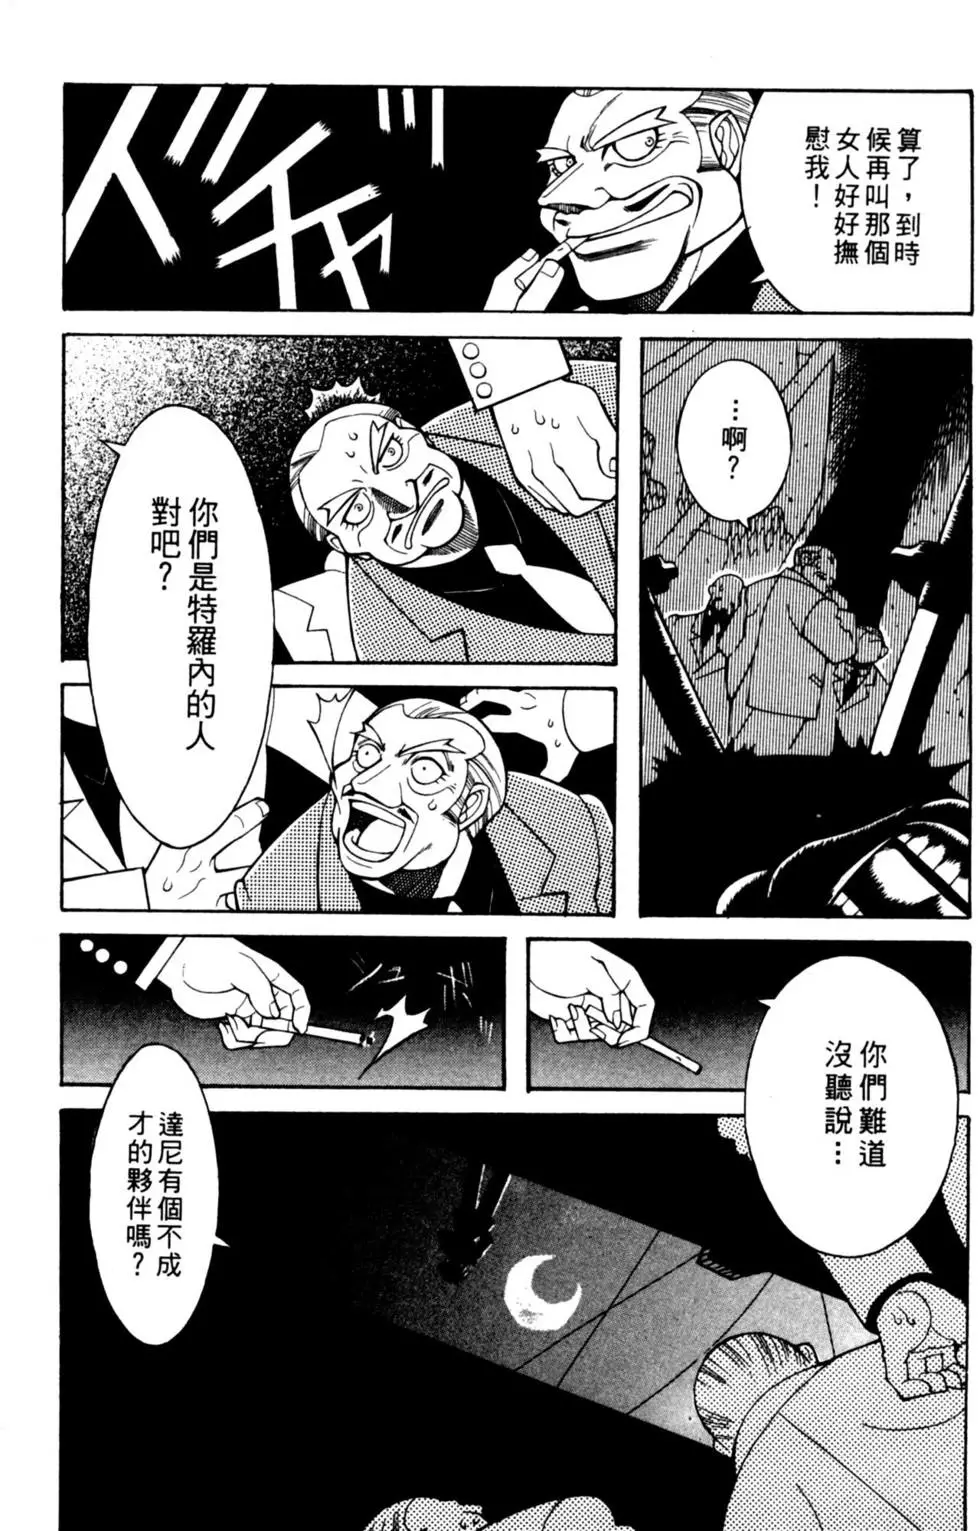 算了，到時
候再叫那個
女人好好撫
慰我！
ズチャ
…啊？
你們是特羅內的人
對吧？
你們難道
沒聽說…
達尼有個不成
才的夥伴嗎？